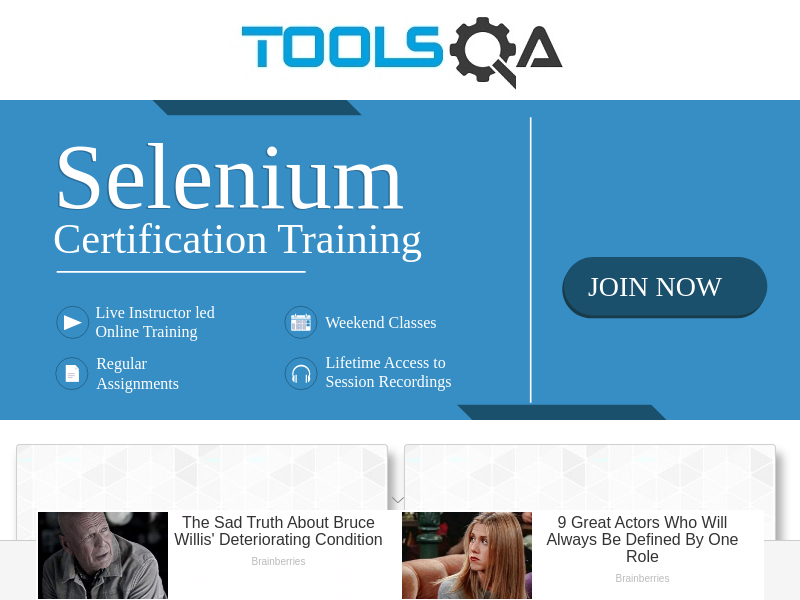 TOOLSQA
Selenium
Certification Training
Live Instructor led
Online Training
Weekend Classes
Regular
Assignments
Lifetime Access to
Session Recordings
JOIN NOW
The Sad Truth About Bruce
Willis' Deteriorating Condition
Brainberries
9 Great Actors Who Will
Always Be Defined By One
Role
Brainberries